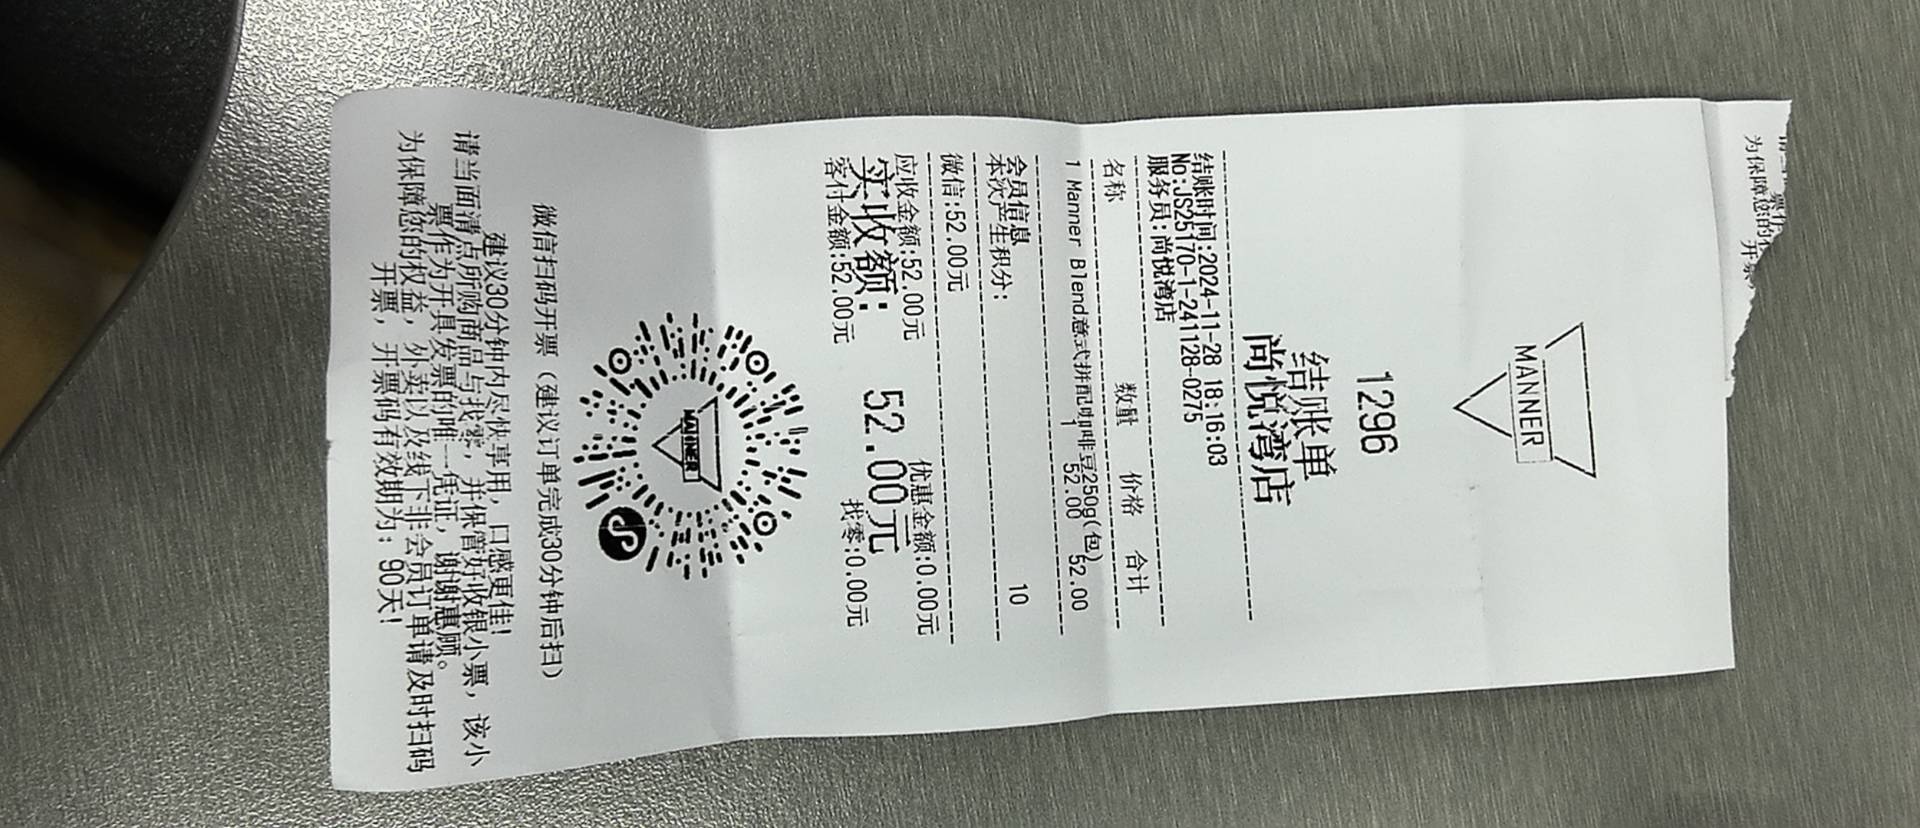 MANNER
1296
结账单
尚悦湾店
结账时间:2024-11-28 18:16:03
No:JS25170-1-241128-0275
服务员:尚悦湾店
名称 数量 价格 合计
1 Manner Blend意式拼配咖啡豆250g(包)
1 52.00 52.00
会员信息
本次产生积分: 10
微信:52.00元
应收金额:52.00元 优惠金额:0.00元
实收额: 52.00元
客付金额:52.00元 找零:0.00元
MANNER
微信扫码开票(建议订单完成30分钟后扫)
建议30分钟内尽快享用,口感更佳!
请当面清点所购商品与找零,并保管好收银小票,该小
票作为开具发票的唯一凭证,谢谢惠顾。
为保障您的权益,外卖以及线下非会员订单请及时扫码
开票,开票码有效期为:90天!
票作
为保障您的
开票